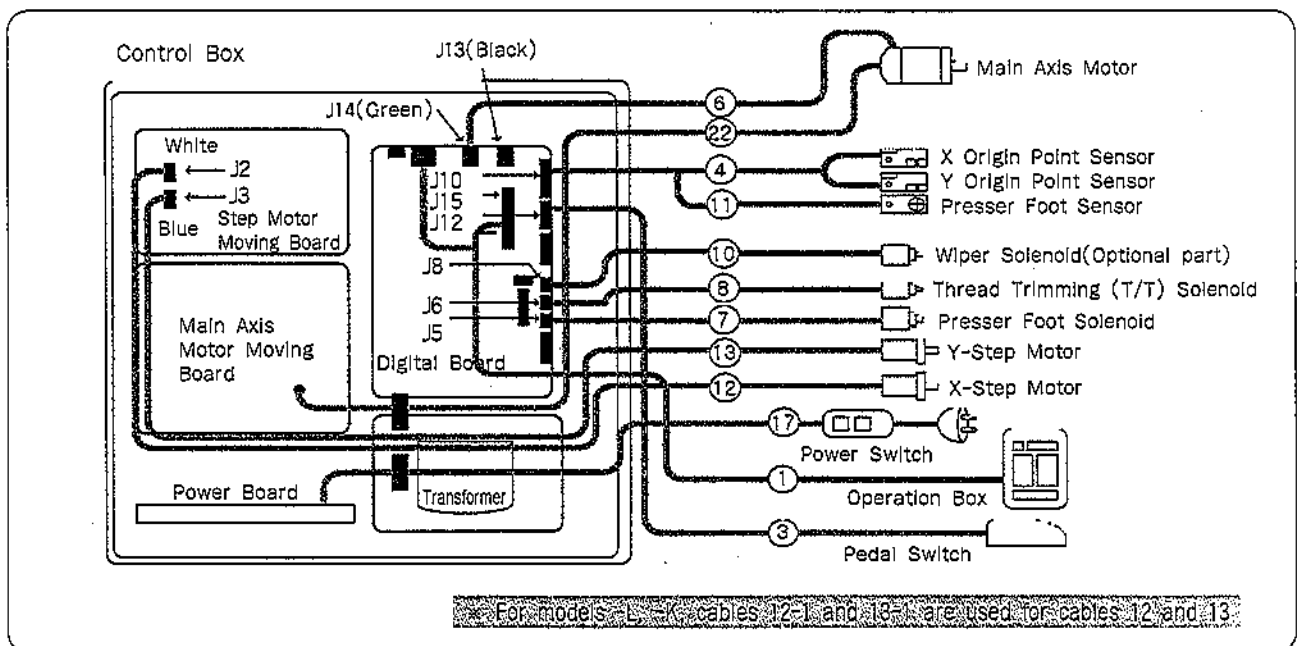 Control Box
J13(Black)
J14(Green)
Main Axis Motor
6
22
White
J2
J3
Blue
Step Motor
Moving Board
J10
J15
J12
4
X Origin Point Sensor
Y Origin Point Sensor
11
Presser Foot Sensor
J8
10
Wiper Solenoid(Optional part)
J6
8
Thread Trimming (T/T) Solenoid
J5
7
Presser Foot Solenoid
Main Axis
Motor Moving
Board
Digital Board
13
Y-Step Motor
12
X-Step Motor
17
Power Switch
Power Board
Transformer
1
Operation Box
3
Pedal Switch
For models -L, -K, cables 12-1 and 13-1 are used for cables 12 and 13